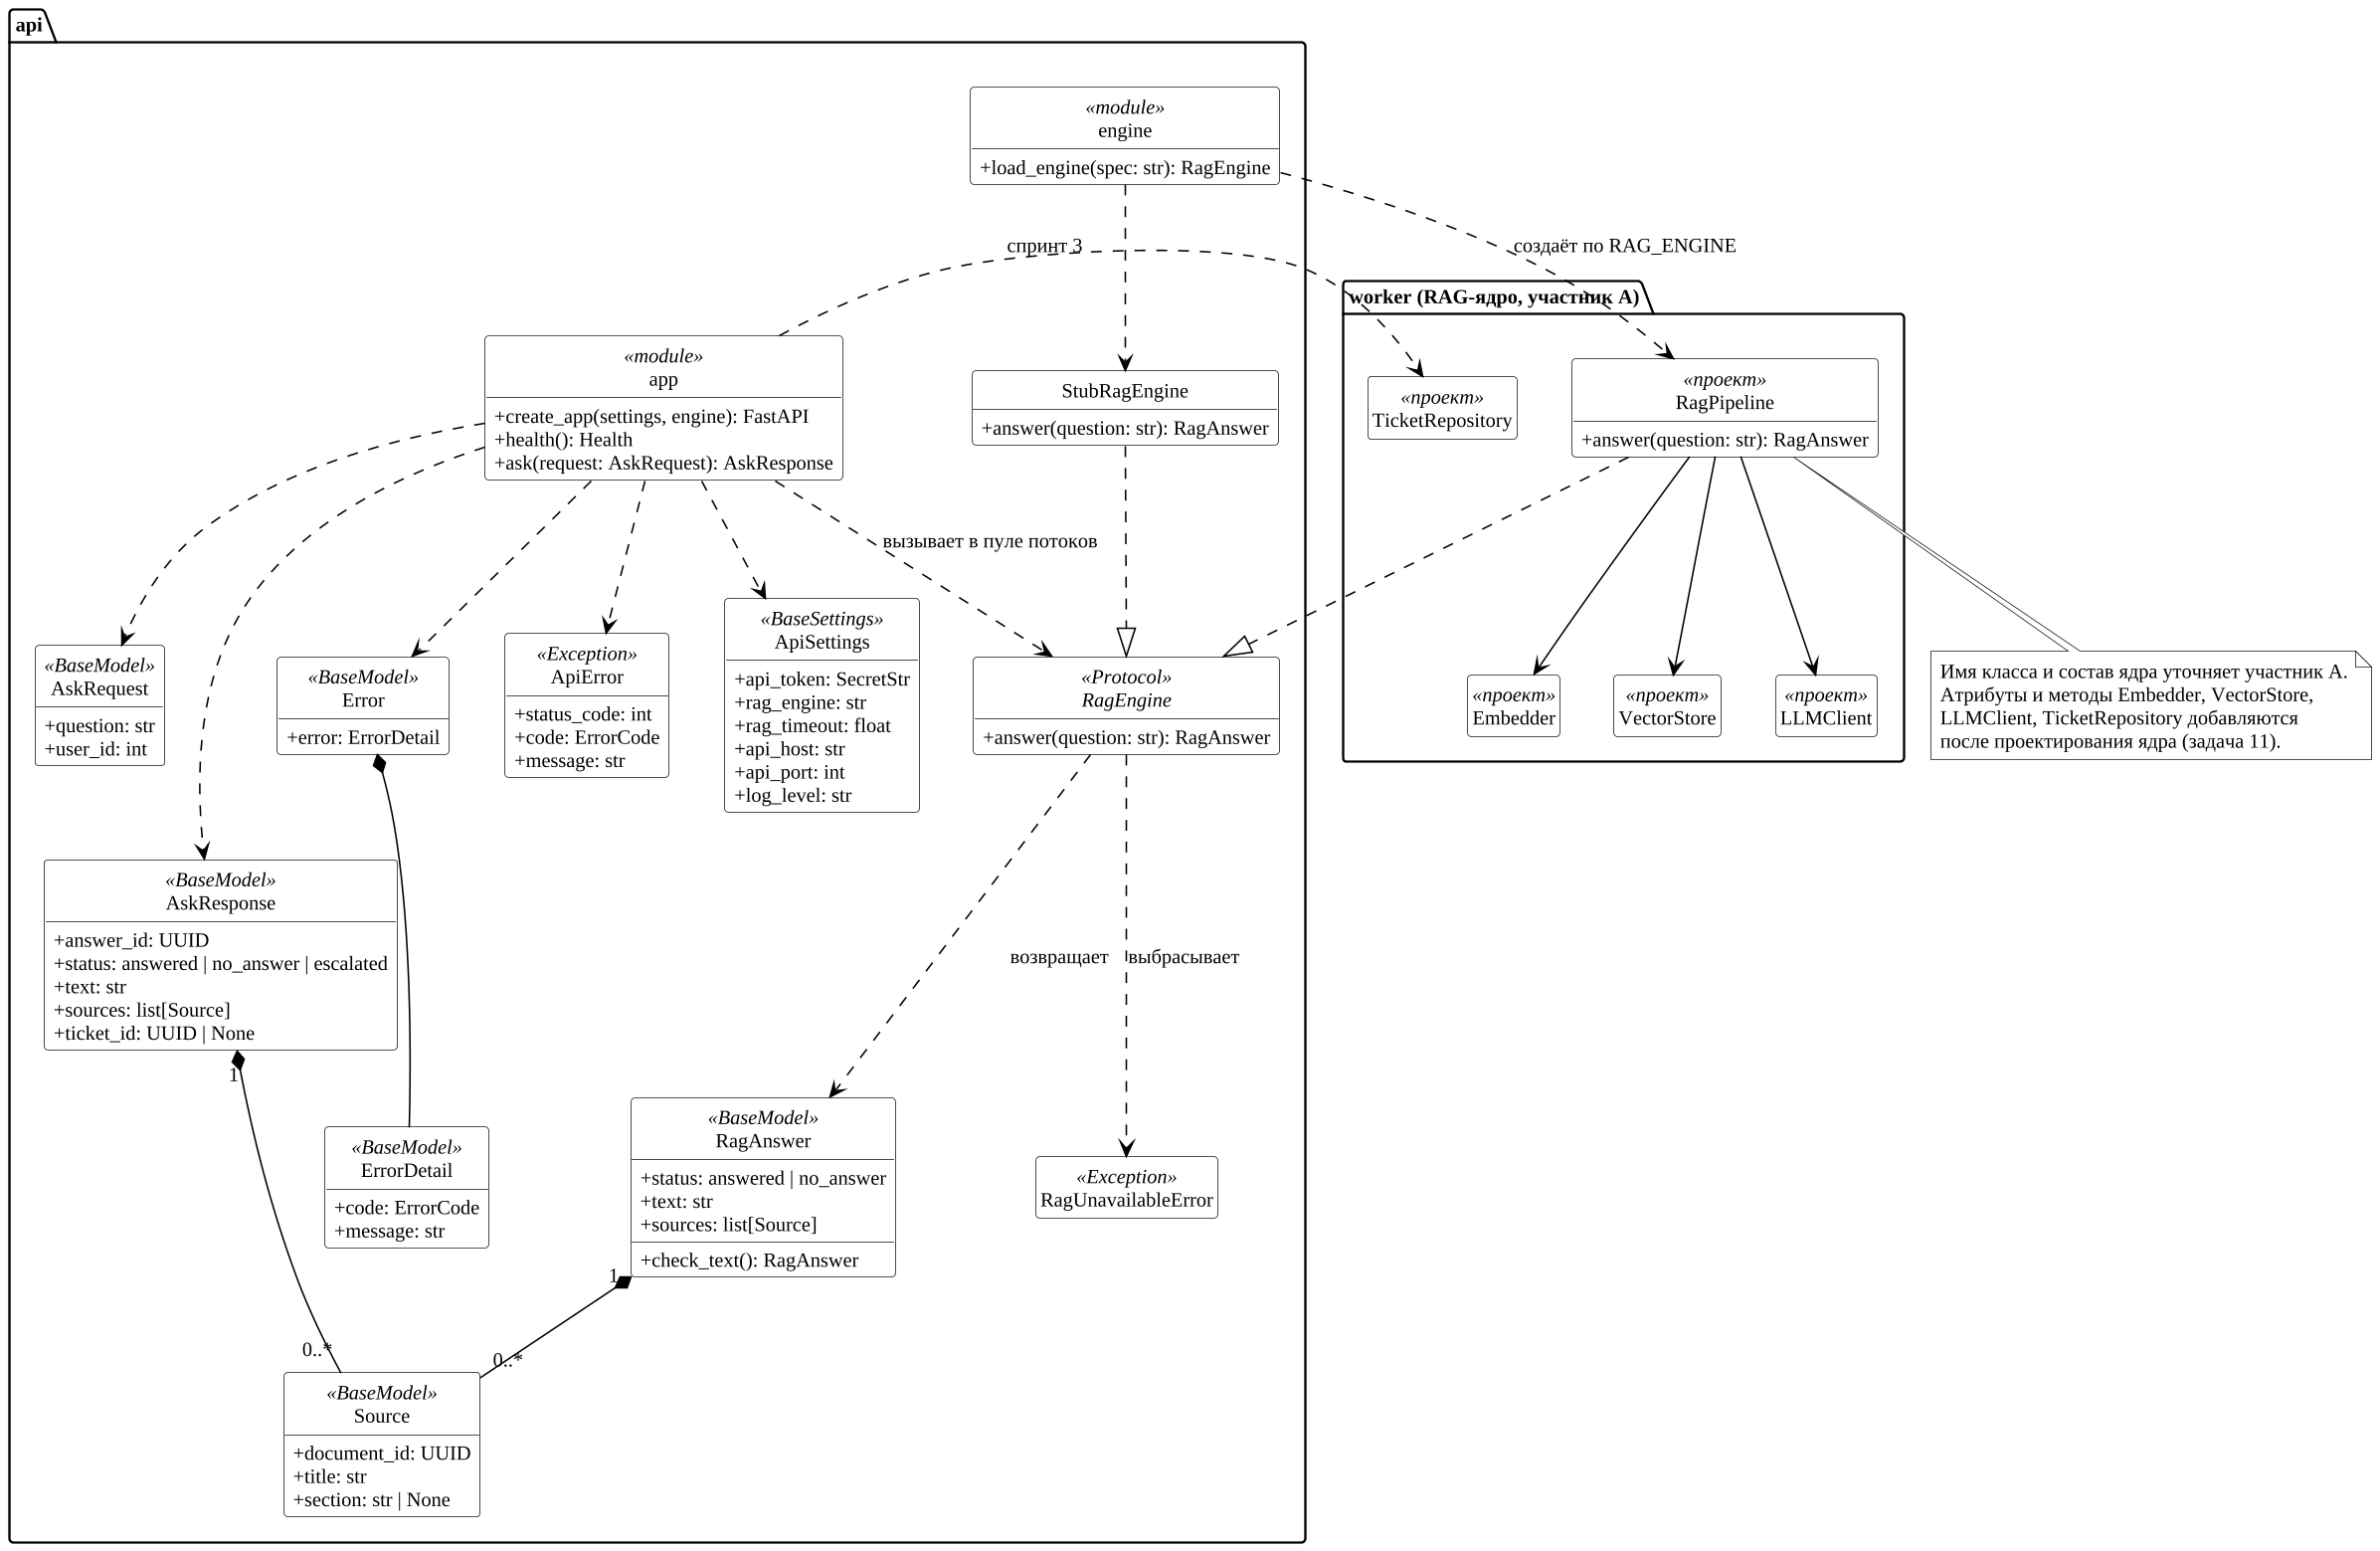 api
«module»
engine
+load_engine(spec: str): RagEngine
спринт 3
создаёт по RAG_ENGINE
worker (RAG-ядро, участник А)
«module»
app
+create_app(settings, engine): FastAPI
+health(): Health
+ask(request: AskRequest): AskResponse
StubRagEngine
+answer(question: str): RagAnswer
«проект»
TicketRepository
«проект»
RagPipeline
+answer(question: str): RagAnswer
вызывает в пуле потоков
«BaseModel»
AskRequest
+question: str
+user_id: int
«BaseModel»
Error
+error: ErrorDetail
«Exception»
ApiError
+status_code: int
+code: ErrorCode
+message: str
«BaseSettings»
ApiSettings
+api_token: SecretStr
+rag_engine: str
+rag_timeout: float
+api_host: str
+api_port: int
+log_level: str
«Protocol»
RagEngine
+answer(question: str): RagAnswer
«проект»
Embedder
«проект»
VectorStore
«проект»
LLMClient
Имя класса и состав ядра уточняет участник А.
Атрибуты и методы Embedder, VectorStore,
LLMClient, TicketRepository добавляются
после проектирования ядра (задача 11).
«BaseModel»
AskResponse
+answer_id: UUID
+status: answered | no_answer | escalated
+text: str
+sources: list[Source]
+ticket_id: UUID | None
возвращает
выбрасывает
1
«BaseModel»
ErrorDetail
+code: ErrorCode
+message: str
«BaseModel»
RagAnswer
+status: answered | no_answer
+text: str
+sources: list[Source]
+check_text(): RagAnswer
«Exception»
RagUnavailableError
1
0..*
0..*
«BaseModel»
Source
+document_id: UUID
+title: str
+section: str | None